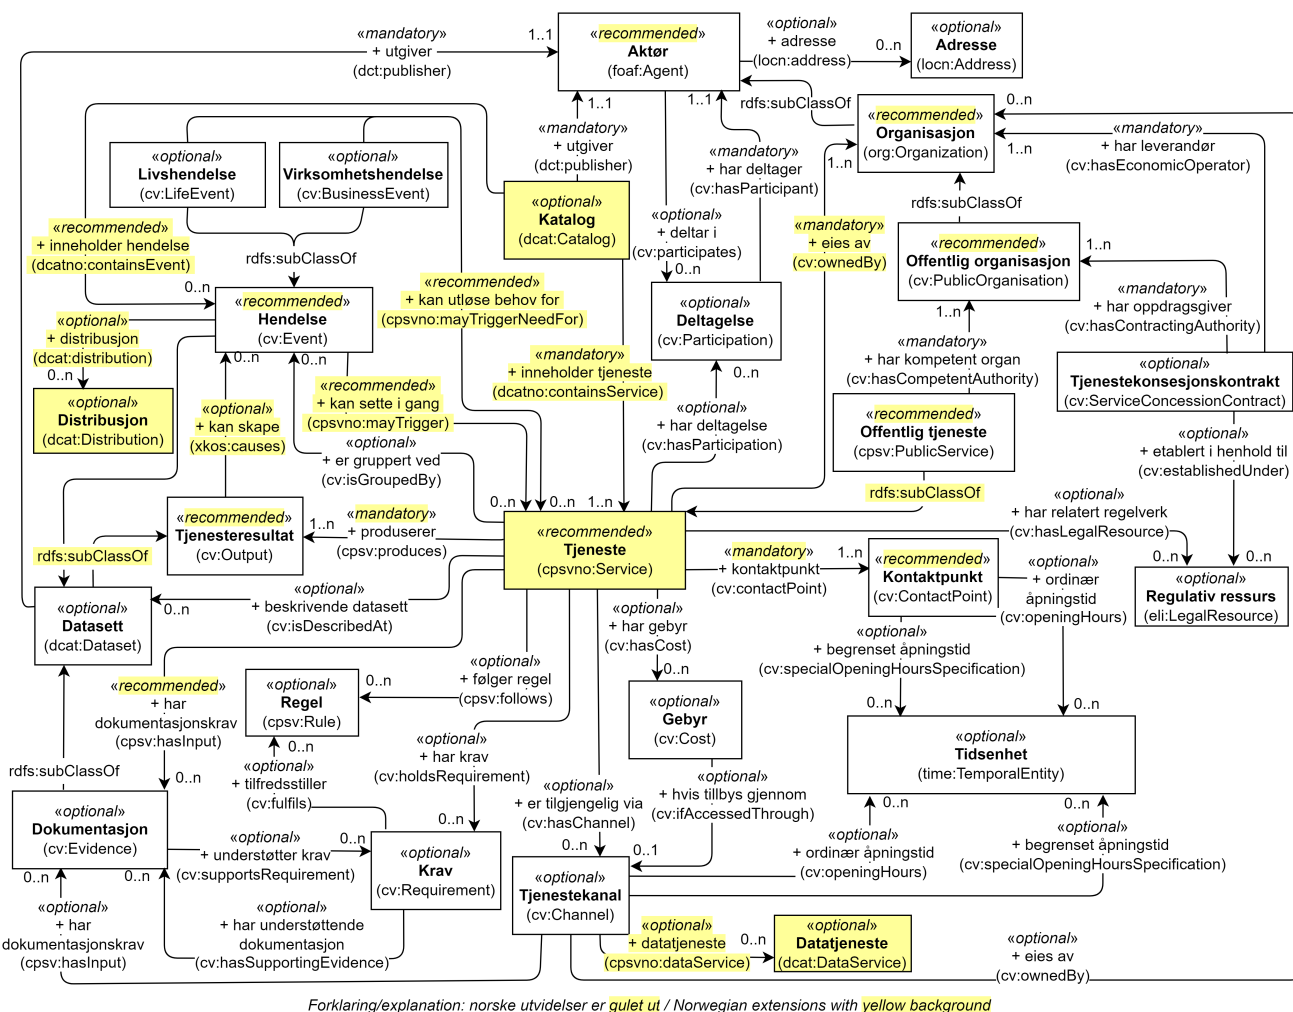 «mandatory»
+ utgiver
(dct:publisher)
1..1
«recommended»
Aktør
(foaf:Agent)
«optional»
+ adresse
(locn:address)
0..n
«optional»
Adresse
(locn:Address)
1..1
1..1
rdfs:subClassOf
«recommended»
Organisasjon
(org:Organization)
0..n
1..n
1..n
«mandatory»
+ har leverandør
(cv:hasEconomicOperator)
«mandatory»
+ utgiver
(dct:publisher)
«mandatory»
+ har deltager
(cv:hasParticipant)
«optional»
Livshendelse
(cv:LifeEvent)
«optional»
Virksomhetshendelse
(cv:BusinessEvent)
«optional»
Katalog
(dcat:Catalog)
«optional»
+ deltar i
(cv:participates)
0..n
rdfs:subClassOf
«mandatory»
+ eies av
(cv:ownedBy)
«recommended»
Offentlig organisasjon
(cv:PublicOrganisation)
1..n
1..n
«recommended»
+ inneholder hendelse
(dcatno:containsEvent)
0..n
rdfs:subClassOf
«recommended»
+ kan utløse behov for
(cpsvno:mayTriggerNeedFor)
«mandatory»
+ har oppdragsgiver
(cv:hasContractingAuthority)
«recommended»
Hendelse
(cv:Event)
«optional»
+ distribusjon
(dcat:distribution)
0..n
0..n
0..n
«optional»
Deltagelse
(cv:Participation)
0..n
«mandatory»
+ har kompetent organ
(cv:hasCompetentAuthority)
«optional»
Tjenestekonsesjonskontrakt
(cv:ServiceConcessionContract)
«mandatory»
+ inneholder tjeneste
(dcatno:containsService)
«recommended»
+ kan sette i gang
(cpsvno:mayTrigger)
«optional»
Distribusjon
(dcat:Distribution)
«optional»
+ kan skape
(xkos:causes)
«optional»
+ har deltagelse
(cv:hasParticipation)
«recommended»
Offentlig tjeneste
(cpsv:PublicService)
«optional»
+ etablert i henhold til
(cv:establishedUnder)
«optional»
+ er gruppert ved
(cv:isGroupedBy)
rdfs:subClassOf
0..n
0..n
1..n
«recommended»
Tjenesteresultat
(cv:Output)
1..n
«mandatory»
+ produserer
(cpsv:produces)
«recommended»
Tjeneste
(cpsvno:Service)
«optional»
+ har relatert regelverk
(cv:hasLegalResource)
0..n
0..n
rdfs:subClassOf
«mandatory»
+ kontaktpunkt
(cv:contactPoint)
1..n
«recommended»
Kontaktpunkt
(cv:ContactPoint)
«optional»
+ ordinær
åpningstid
(cv:openingHours)
«optional»
Regulativ ressurs
(eli:LegalResource)
«optional»
Datasett
(dcat:Dataset)
0..n
«optional»
+ beskrivende datasett
(cv:isDescribedAt)
«optional»
+ har gebyr
(cv:hasCost)
0..n
«optional»
+ begrenset åpningstid
(cv:specialOpeningHoursSpecification)
0..n
0..n
«recommended»
+ har
dokumentasjonskrav
(cpsv:hasInput)
0..n
«optional»
Regel
(cpsv:Rule)
0..n
«optional»
+ følger regel
(cpsv:follows)
«optional»
Gebyr
(cv:Cost)
«optional»
Tidsenhet
(time:TemporalEntity)
0..n
0..n
rdfs:subClassOf
0..n
«optional»
+ tilfredsstiller
(cv:fulfils)
«optional»
+ har krav
(cv:holdsRequirement)
0..n
«optional»
+ er tilgjengelig via
(cv:hasChannel)
0..n
«optional»
+ hvis tillbys gjennom
(cv:ifAccessedThrough)
0..1
«optional»
Dokumentasjon
(cv:Evidence)
0..n
0..n
«optional»
+ understøtter krav
(cv:supportsRequirement)
0..n
«optional»
Krav
(cv:Requirement)
«optional»
Tjenestekanal
(cv:Channel)
«optional»
+ ordinær åpningstid
(cv:openingHours)
«optional»
+ begrenset åpningstid
(cv:specialOpeningHoursSpecification)
«optional»
+ har
dokumentasjonskrav
(cpsv:hasInput)
«optional»
+ har understøttende
dokumentasjon
(cv:hasSupportingEvidence)
«optional»
+ datatjeneste
(cpsvno:dataService)
0..n
«optional»
Datatjeneste
(dcat:DataService)
«optional»
+ eies av
(cv:ownedBy)
Forklaring/explanation: norske utvidelser er gulet ut / Norwegian extensions with yellow background